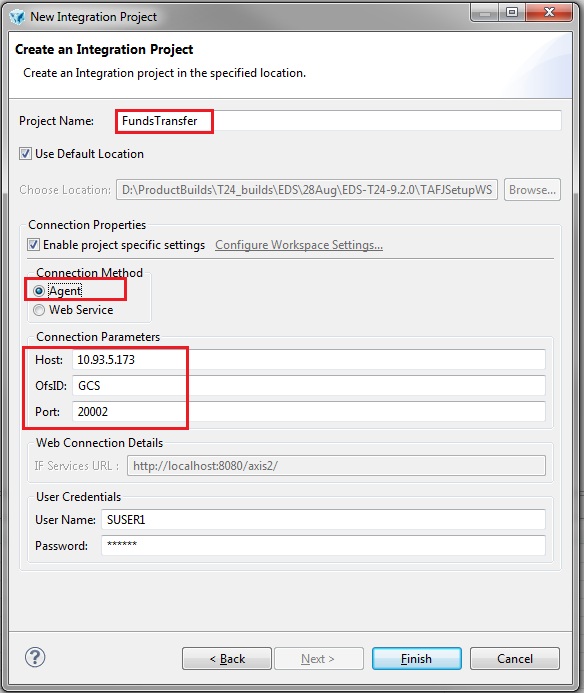 New Integration Project
Create an Integration Project
Create an Integration project in the specified location.
Project Name: FundsTransfer
Use Default Location
Choose Location: D:\ProductBuilds\T24_builds\EDS\28Aug\EDS-T24-9.2.0\TAFJSetupWS Browse...
Connection Properties
Enable project specific settings Configure Workspace Settings...
Connection Method
Agent
Web Service
Connection Parameters
Host: 10.93.5.173
OfsID: GCS
Port: 20002
Web Connection Details
IF Services URL : http://localhost:8080/axis2/
User Credentials
User Name: SUSER1
Password: ******
? < Back Next > Finish Cancel